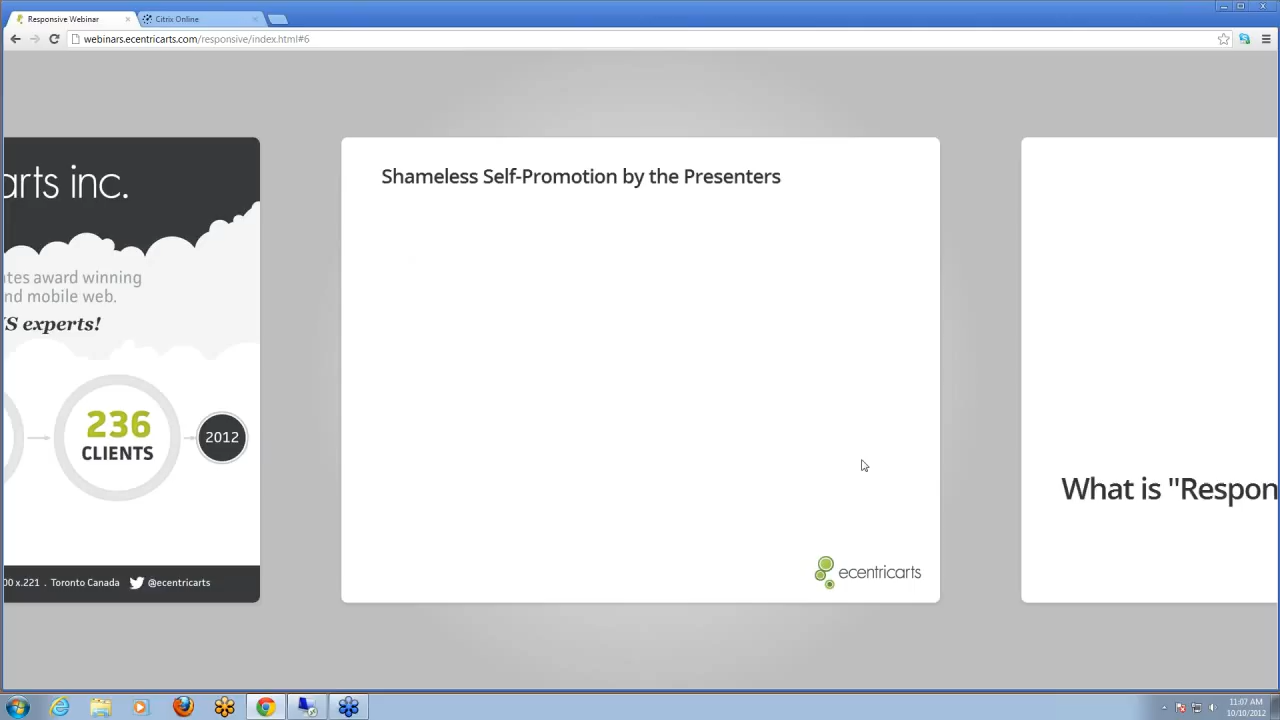 Responsive Webinar
Citrix Online
webinars.ecentricarts.com/responsive/index.html#6
arts inc.
ates award winning
nd mobile web.
S experts!
236
CLIENTS
2012
00 x.221 . Toronto Canada
@ecentricarts
Shameless Self-Promotion by the Presenters
ecentricarts
What is "Respon
11:07 AM
10/10/2012